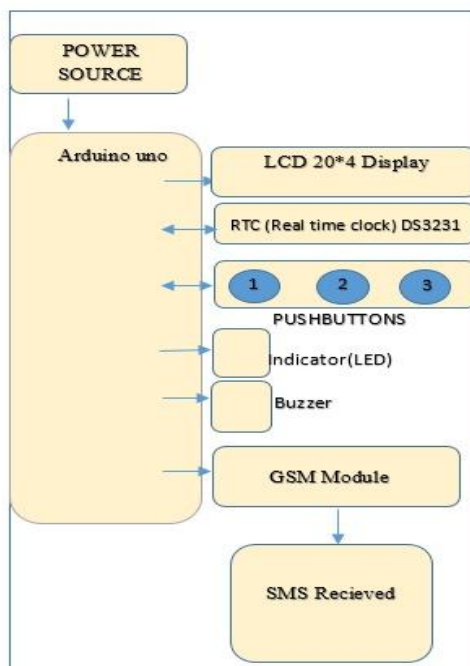 POWER
SOURCE
Arduino uno
LCD 20*4 Display
RTC (Real time clock) DS3231
1 2 3
PUSHBUTTONS
Indicator(LED)
Buzzer
GSM Module
SMS Recieved